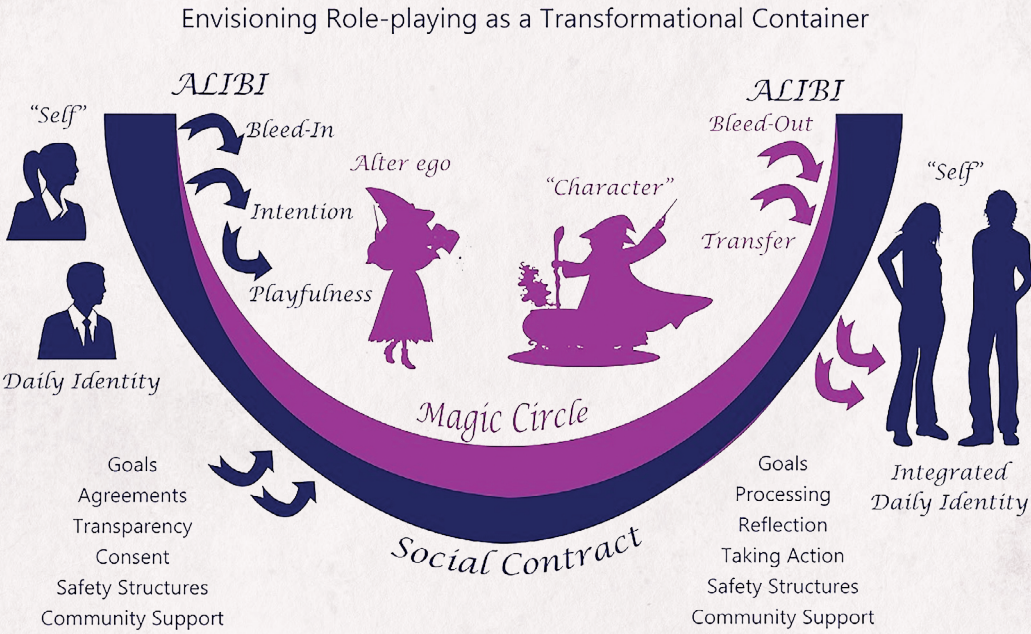 Envisioning Role-playing as a Transformational Container
ALIBI
ALIBI
"Self"
Bleed-In
Intention
Playfulness
Daily Identity
Alter ego
"Character"
Bleed-Out
Transfer
"Self"
Magic Circle
Social Contract
Goals
Agreements
Transparency
Consent
Safety Structures
Community Support
Goals
Processing
Reflection
Taking Action
Safety Structures
Community Support
Integrated
Daily Identity